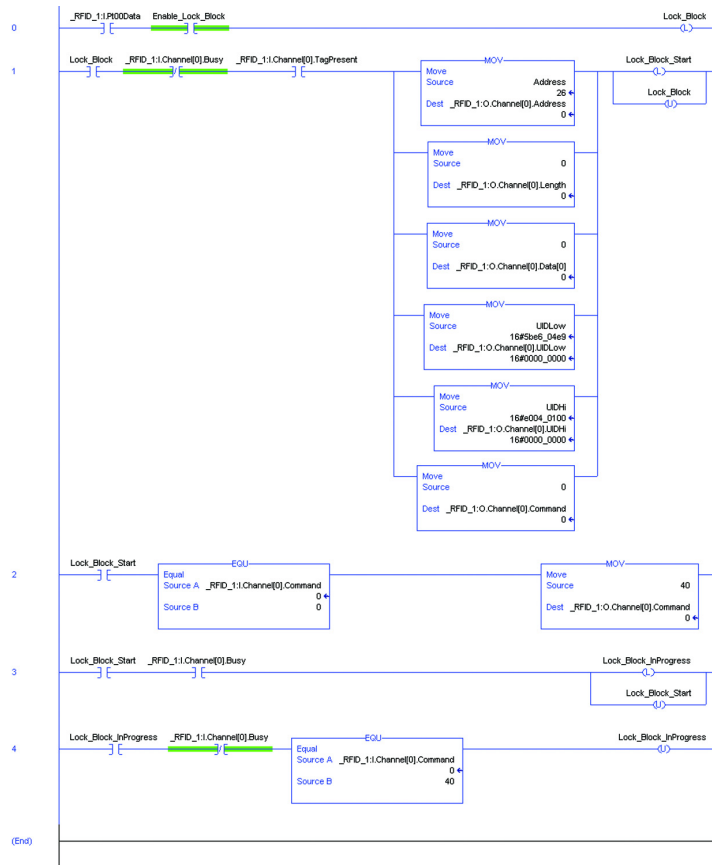 _RFID_1:I.Pt00Data Enable_Lock_Block Lock_Block
0 L
Lock_Block _RFID_1:I.Channel[0].Busy _RFID_1:I.Channel[0].TagPresent MOV Lock_Block_Start
1 Move L
Source Address
26
Dest _RFID_1:O.Channel[0].Address
0
Lock_Block
U
MOV
Move
Source 0
Dest _RFID_1:O.Channel[0].Length
0
MOV
Move
Source 0
Dest _RFID_1:O.Channel[0].Data[0]
0
MOV
Move
Source UIDLow
16#5be6_04e9
Dest _RFID_1:O.Channel[0].UIDLow
16#0000_0000
MOV
Move
Source UIDHi
16#e004_0100
Dest _RFID_1:O.Channel[0].UIDHi
16#0000_0000
MOV
Move
Source 0
Dest _RFID_1:O.Channel[0].Command
0
Lock_Block_Start EQU MOV
2 Equal Move
Source A _RFID_1:I.Channel[0].Command Source 40
0
Source B 0 Dest _RFID_1:O.Channel[0].Command
0
Lock_Block_Start _RFID_1:I.Channel[0].Busy Lock_Block_InProgress
3 L
Lock_Block_Start
U
Lock_Block_InProgress _RFID_1:I.Channel[0].Busy EQU Lock_Block_InProgress
4 Equal U
Source A _RFID_1:I.Channel[0].Command
0
Source B 40
(End)